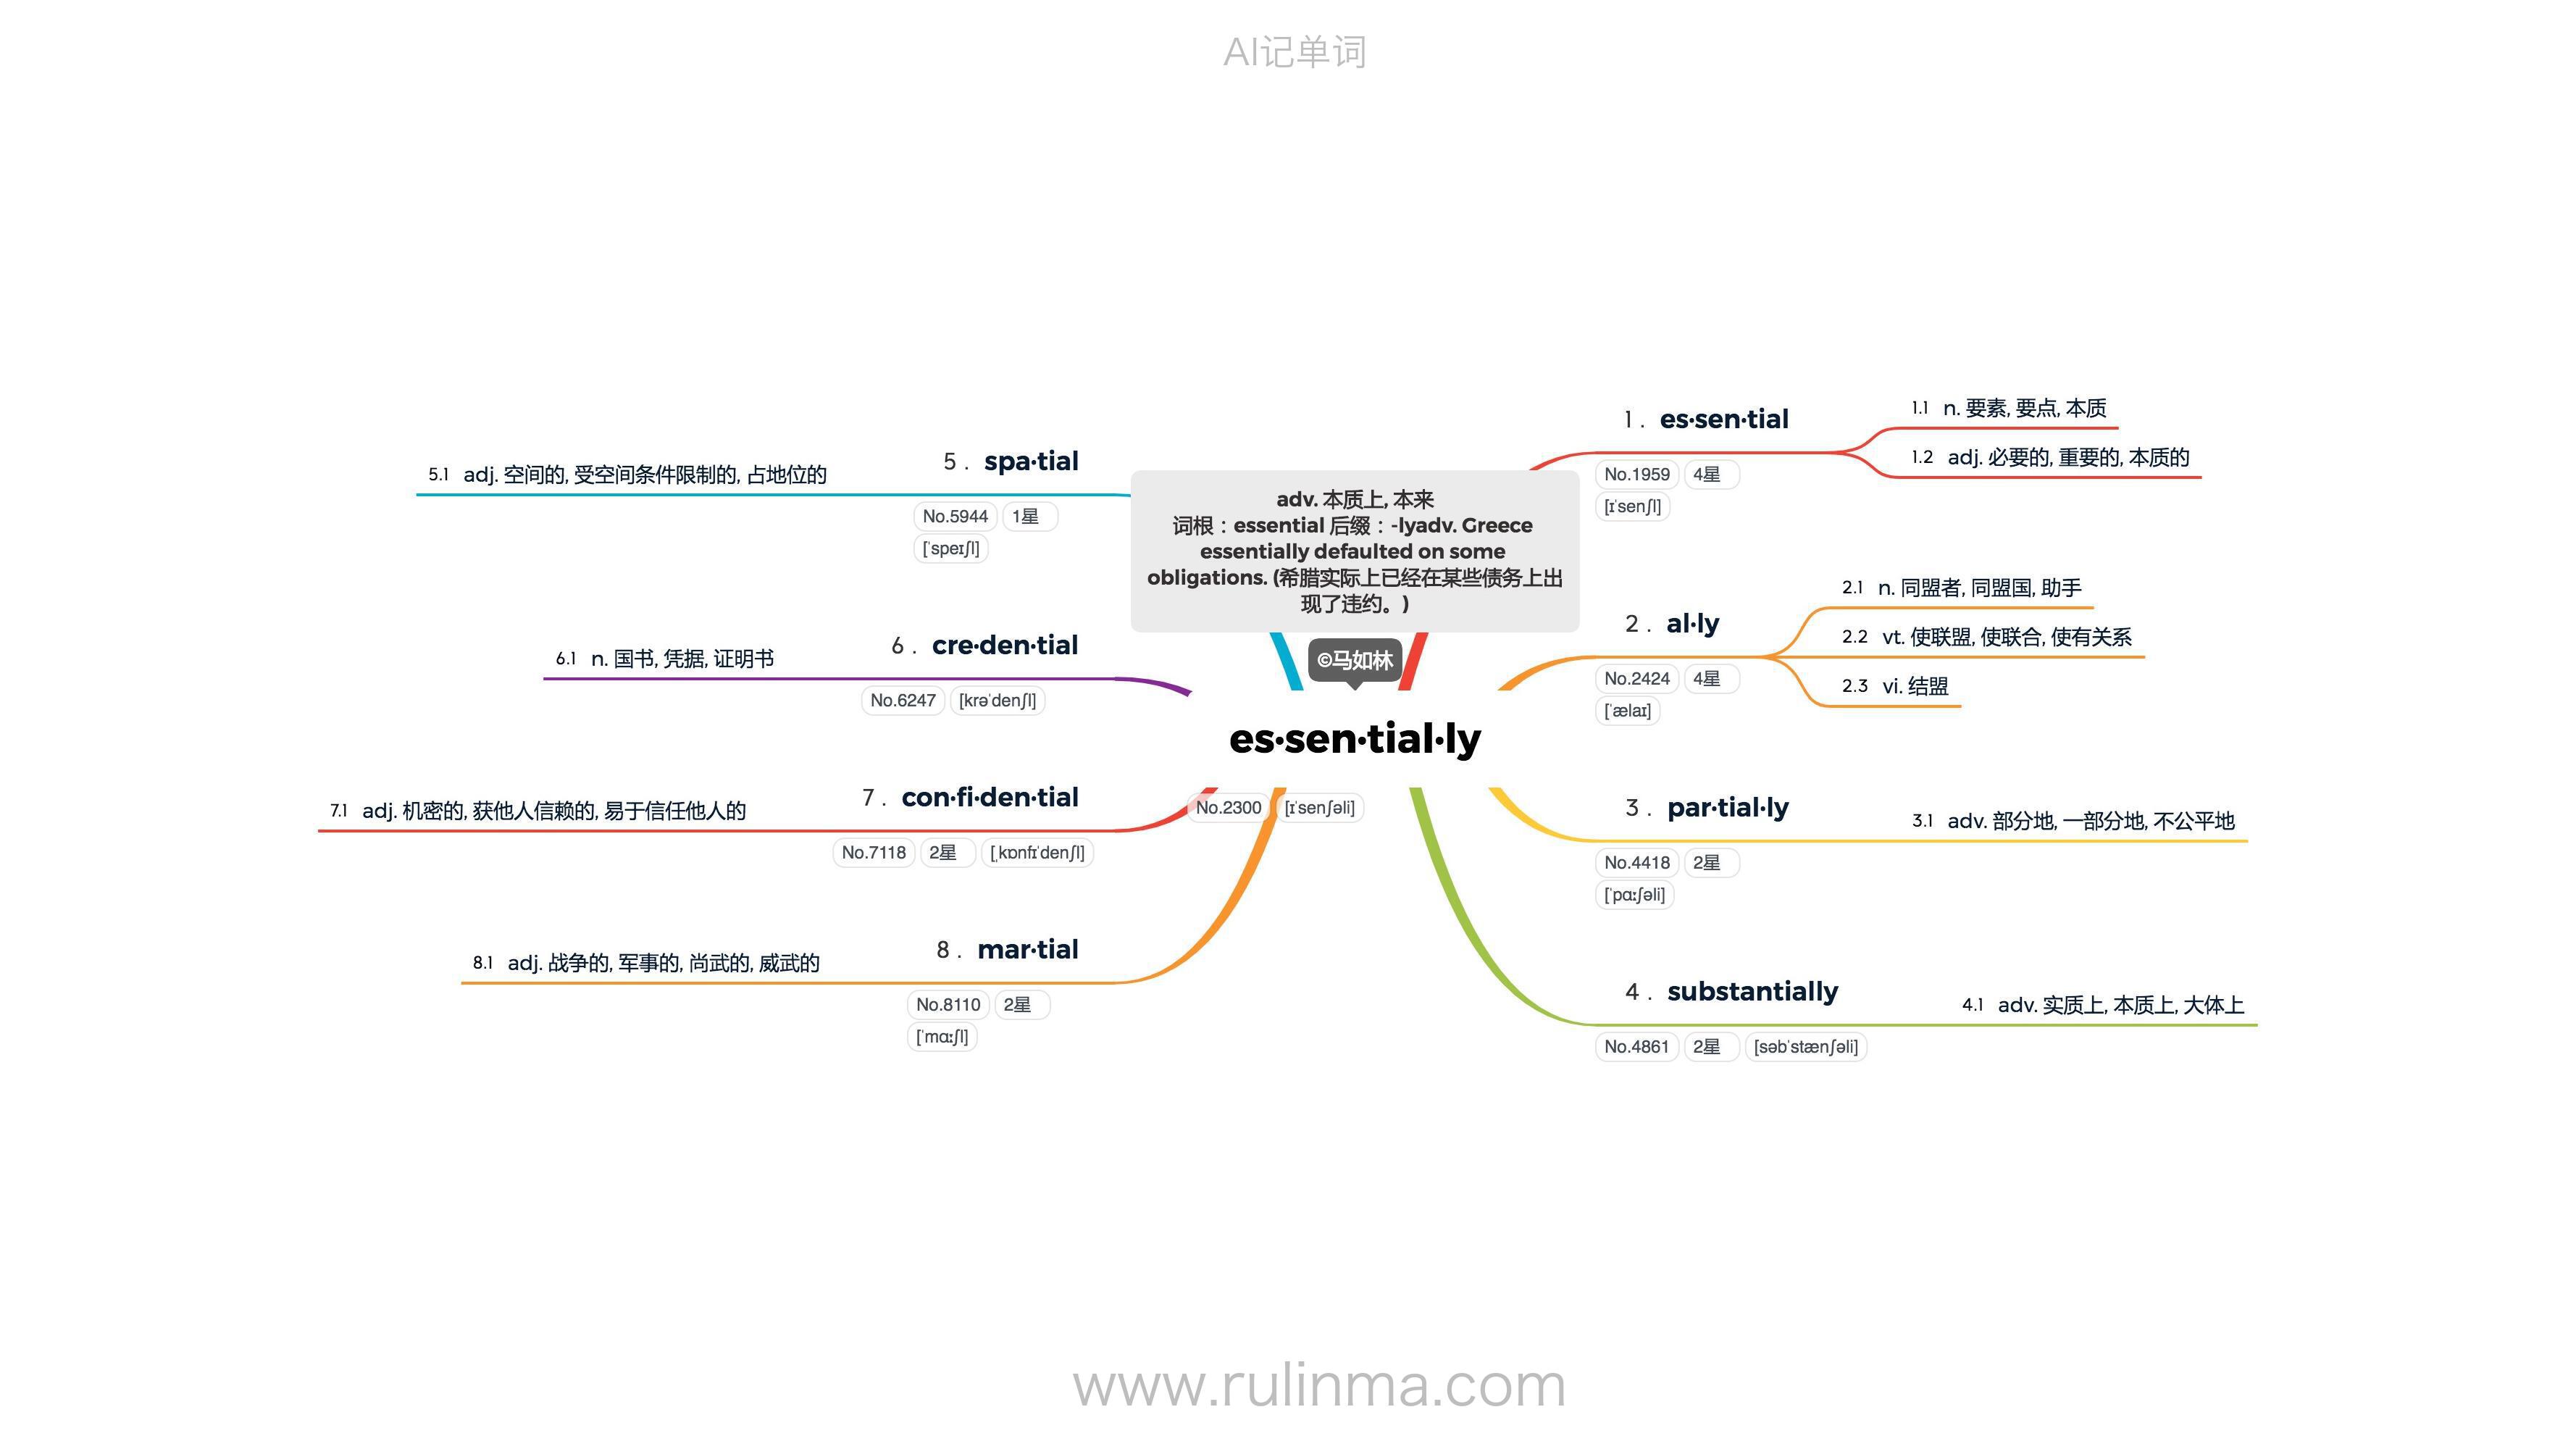 AI记单词
adv. 本质上, 本来
词根：essential 后缀：-lyadv. Greece
essentially defaulted on some
obligations. (希腊实际上已经在某些债务上出
现了违约。)
©马如林
es·sen·tial·ly
No.2300 [ɪˈsenʃəli]
1 . es·sen·tial
No.1959 4星
[ɪˈsenʃl]
1.1 n. 要素, 要点, 本质
1.2 adj. 必要的, 重要的, 本质的
2 . al·ly
No.2424 4星
[ˈælaɪ]
2.1 n. 同盟者, 同盟国, 助手
2.2 vt. 使联盟, 使联合, 使有关系
2.3 vi. 结盟
3 . par·tial·ly
No.4418 2星
[ˈpɑːʃəli]
3.1 adv. 部分地, 一部分地, 不公平地
4 . substantially
No.4861 2星 [səbˈstænʃəli]
4.1 adv. 实质上, 本质上, 大体上
5 . spa·tial
No.5944 1星
[ˈspeɪʃl]
5.1 adj. 空间的, 受空间条件限制的, 占地位的
6 . cre·den·tial
No.6247 [krəˈdenʃl]
6.1 n. 国书, 凭据, 证明书
7 . con·fi·den·tial
No.7118 2星 [ˌkɒnfɪˈdenʃl]
7.1 adj. 机密的, 获他人信赖的, 易于信任他人的
8 . mar·tial
No.8110 2星
[ˈmɑːʃl]
8.1 adj. 战争的, 军事的, 尚武的, 威武的
www.rulinma.com